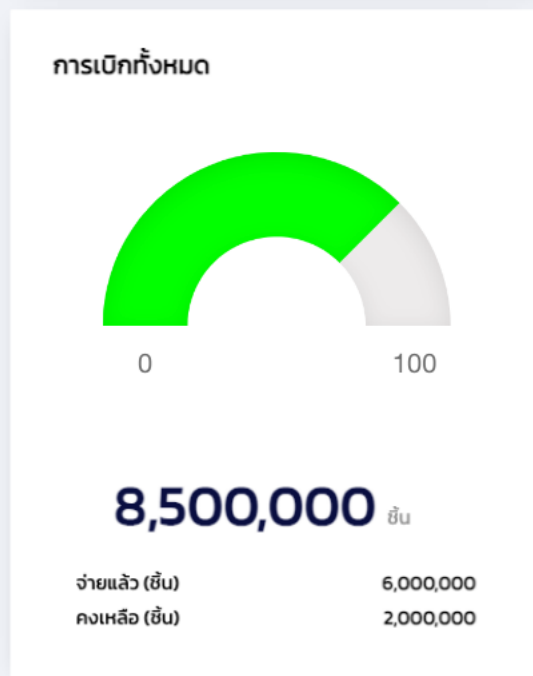 การเบิกทั้งหมด
0 100
8,500,000 ชิ้น
จ่ายแล้ว (ชิ้น) 6,000,000
คงเหลือ (ชิ้น) 2,000,000